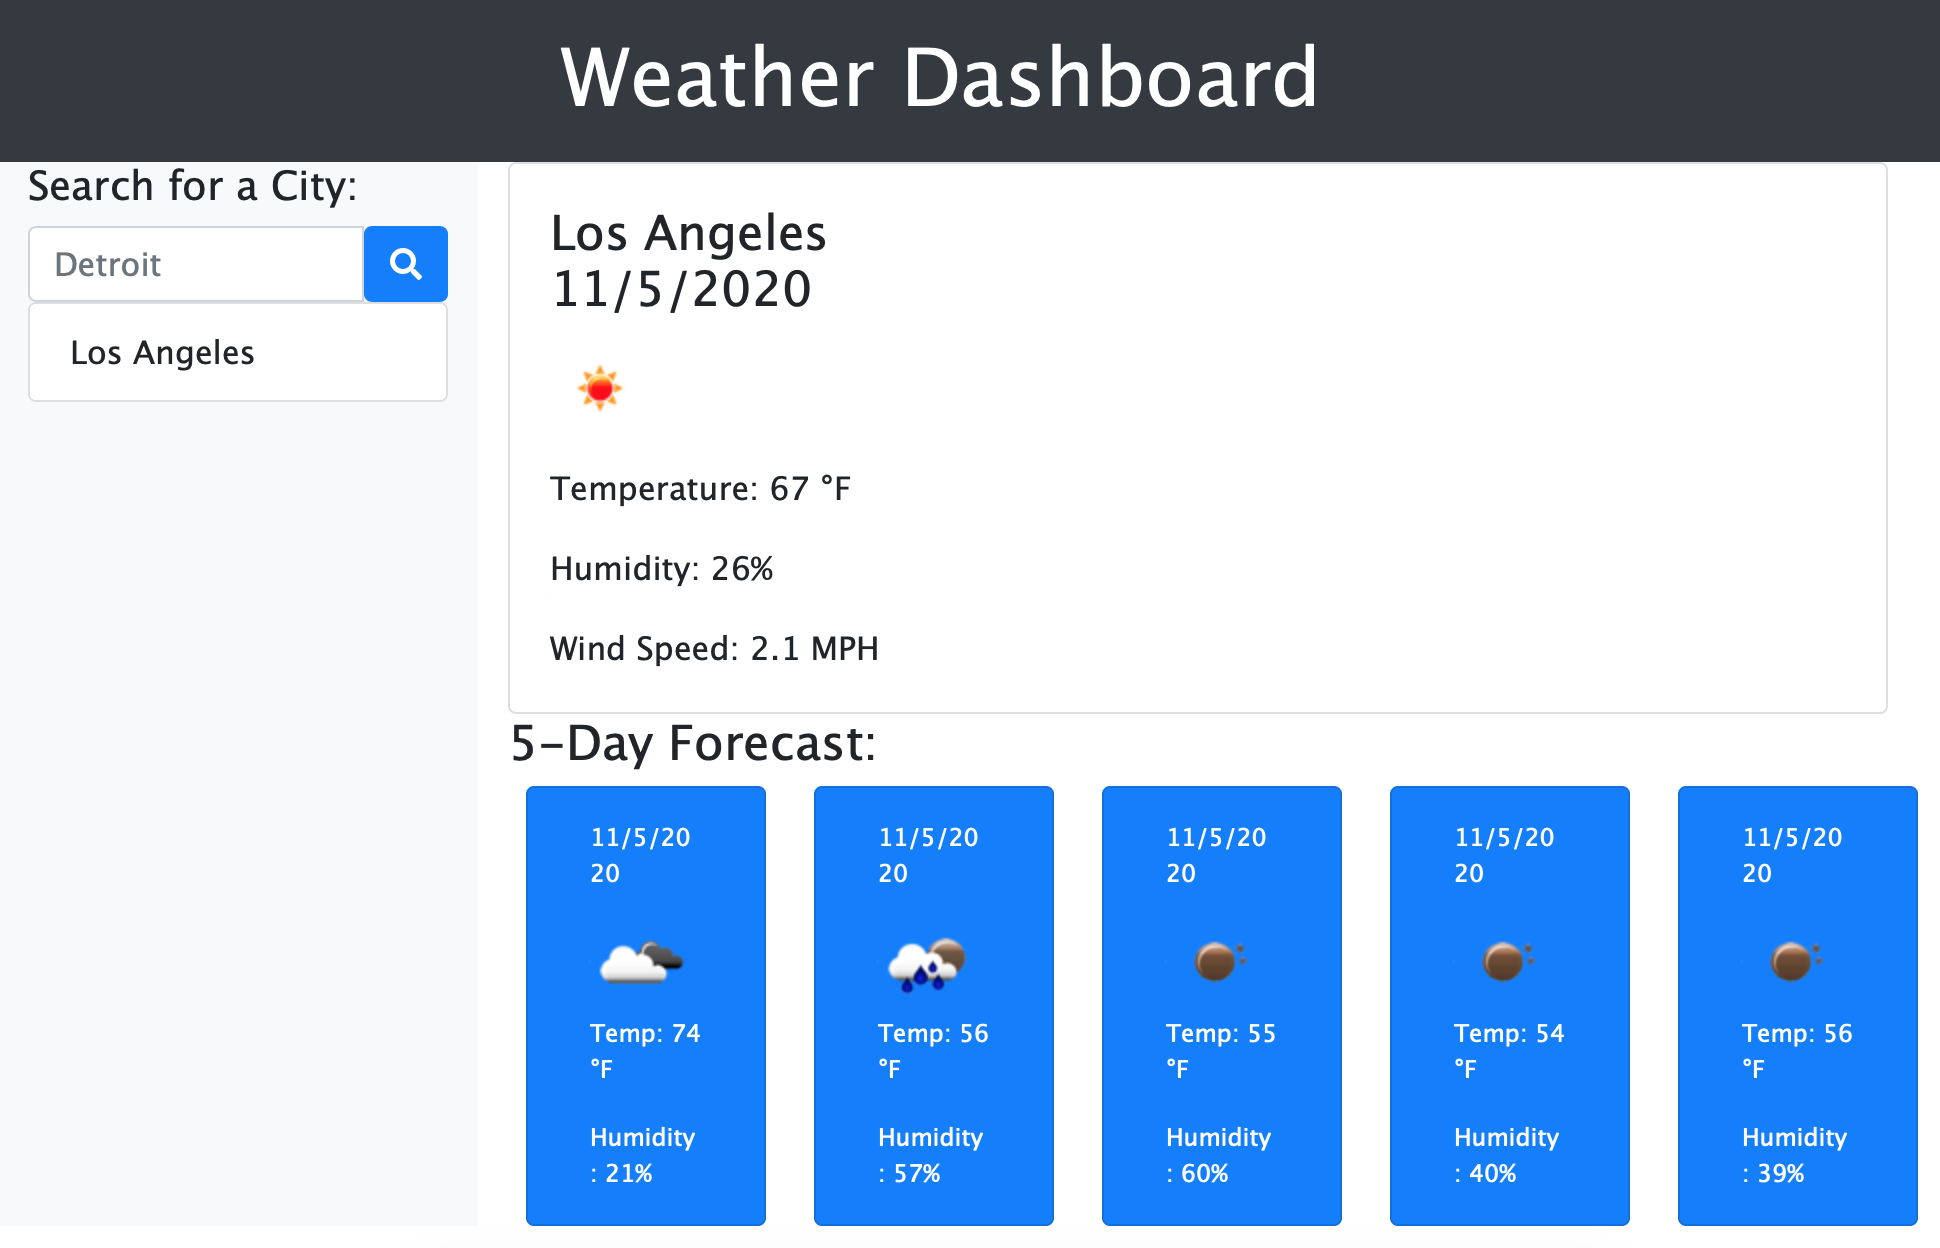 Weather Dashboard
Search for a City:
Detroit
Los Angeles
Los Angeles
11/5/2020
Temperature: 67 °F
Humidity: 26%
Wind Speed: 2.1 MPH
5-Day Forecast:
11/5/20
20
Temp: 74
°F
Humidity
: 21%
11/5/20
20
Temp: 56
°F
Humidity
: 57%
11/5/20
20
Temp: 55
°F
Humidity
: 60%
11/5/20
20
Temp: 54
°F
Humidity
: 40%
11/5/20
20
Temp: 56
°F
Humidity
: 39%